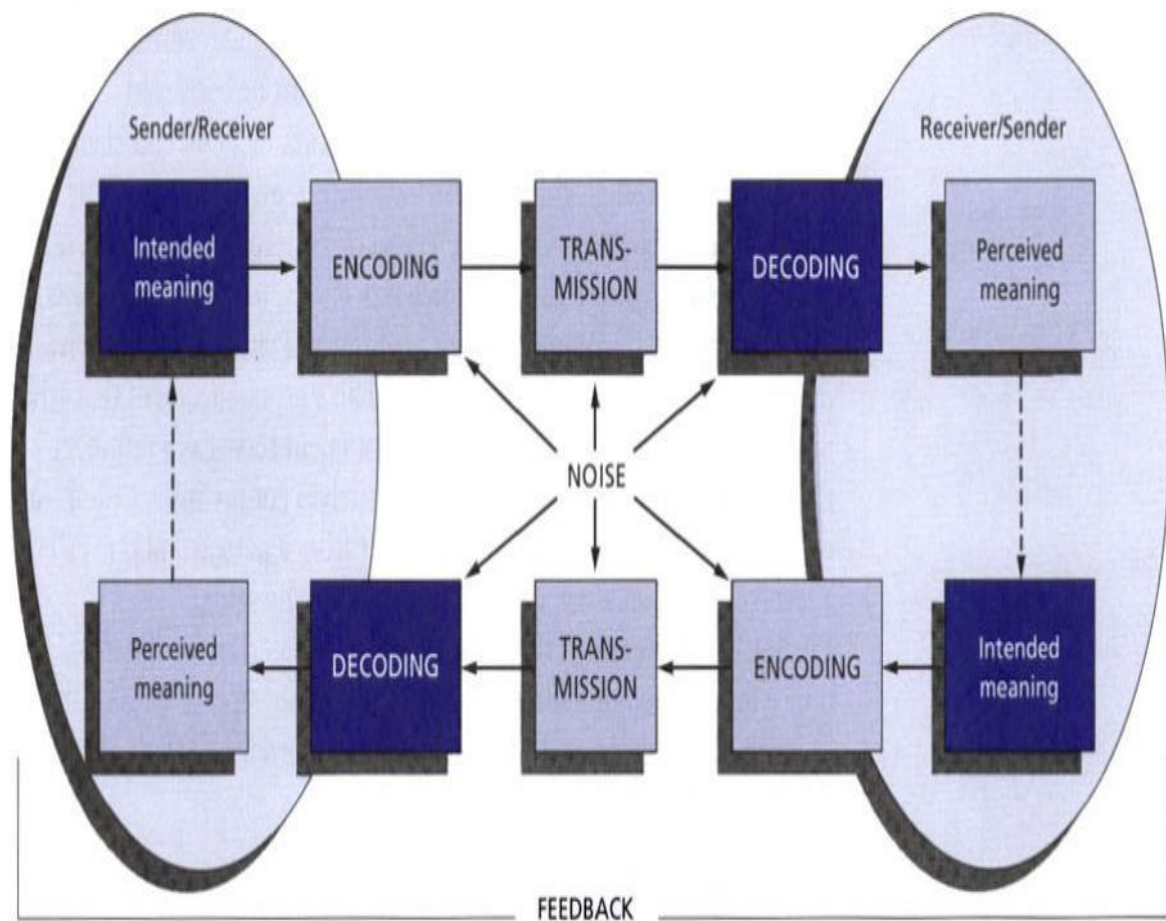 Sender/Receiver
Receiver/Sender
Intended
meaning
ENCODING
TRANS-
MISSION
DECODING
Perceived
meaning
NOISE
Perceived
meaning
DECODING
TRANS-
MISSION
ENCODING
Intended
meaning
FEEDBACK